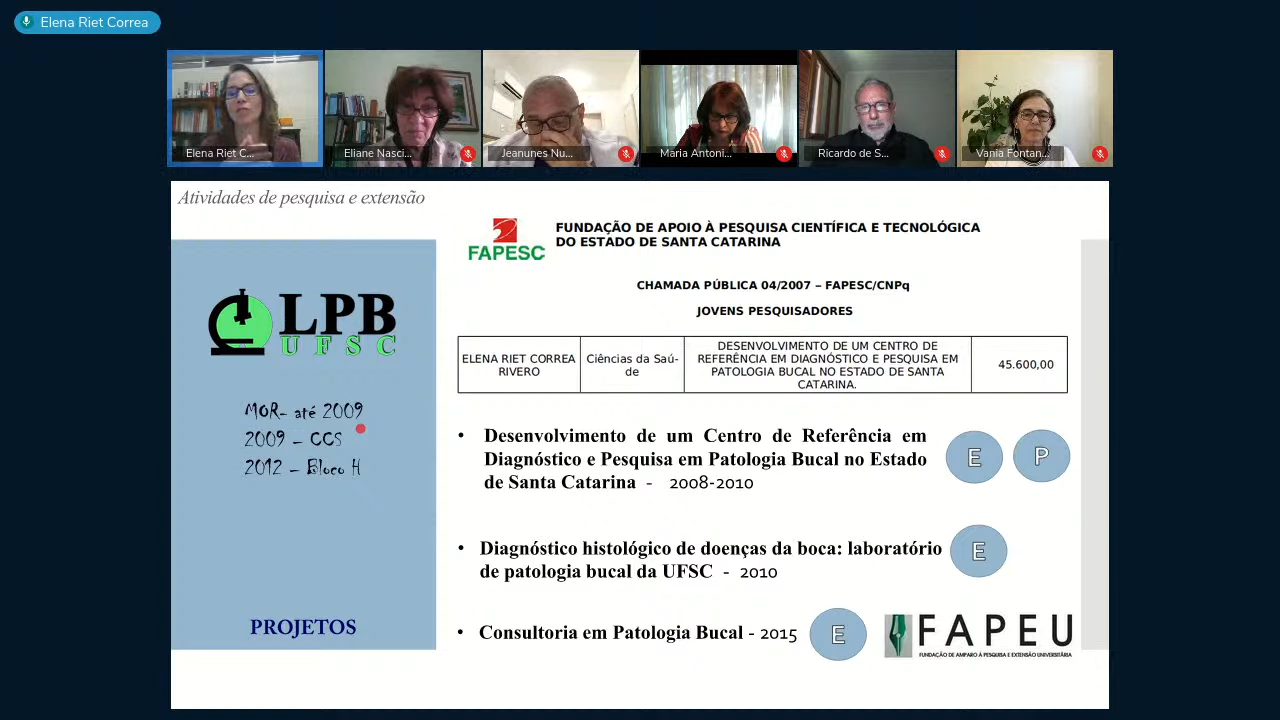 Elena Riet Correa
Elena Riet C...
Eliane Nasci...
Jeanunes Nu...
Maria Antoni...
Ricardo de S...
Vania Fontan...
Atividades de pesquisa e extensão
FAPESC
FUNDAÇÃO DE APOIO À PESQUISA CIENTÍFICA E TECNOLÓGICA
DO ESTADO DE SANTA CATARINA
CHAMADA PÚBLICA 04/2007 – FAPESC/CNPq
JOVENS PESQUISADORES
ELENA RIET CORREA
RIVERO
Ciências da Saú-
de
DESENVOLVIMENTO DE UM CENTRO DE
REFERÊNCIA EM DIAGNÓSTICO E PESQUISA EM
PATOLOGIA BUCAL NO ESTADO DE SANTA
CATARINA.
45.600,00
LPB
UFSC
MOR- até 2009
2009 – CCS
2012 – Bloco H
PROJETOS
• Desenvolvimento de um Centro de Referência em
Diagnóstico e Pesquisa em Patologia Bucal no Estado
de Santa Catarina - 2008-2010
E P
• Diagnóstico histológico de doenças da boca: laboratório
de patologia bucal da UFSC - 2010
E
• Consultoria em Patologia Bucal - 2015
E
FAPEU
FUNDAÇÃO DE AMPARO À PESQUISA E EXTENSÃO UNIVERSITÁRIA